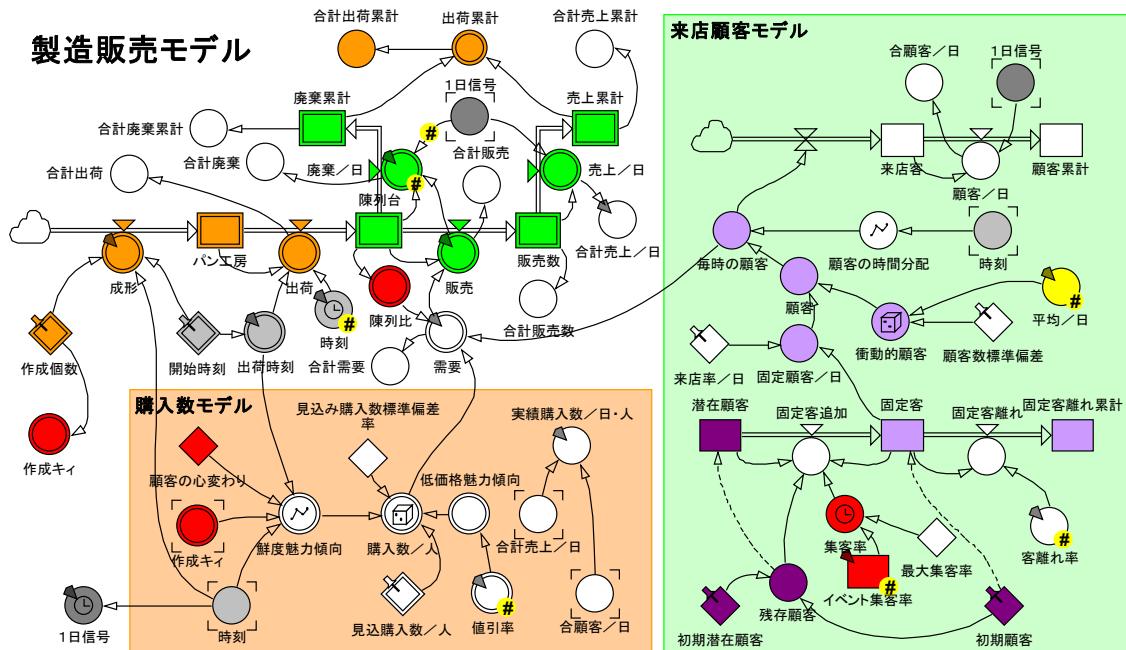 製造販売モデル
合計出荷累計
出荷累計
合計売上累計
1日信号
廃棄累計
売上累計
合計廃棄累計
#
合計廃棄
合計販売
廃棄／日
売上／日
合計出荷
#
陳列台
合計売上／日
パン工房
販売数
成形
出荷
販売
合計販売数
時刻
#
陳列比
作成個数
開始時刻
出荷時刻
合計需要
需要
作成キィ
購入数モデル
見込み購入数標準偏差
率
実績購入数／日・人
顧客の心変わり
低価格魅力傾向
作成キィ
鮮度魅力傾向
購入数／人
合計売上／日
1日信号
時刻
見込購入数／人
値引率
#
合顧客／日
来店顧客モデル
合顧客／日
1日信号
来店客
顧客／日
顧客累計
毎時の顧客
顧客の時間分配
時刻
顧客
平均／日
#
衝動的顧客
顧客数標準偏差
来店率／日
固定顧客／日
潜在顧客
固定客追加
固定客
固定客離れ
固定客離れ累計
集客率
最大集客率
客離れ率
#
イベント集客率
#
残存顧客
初期潜在顧客
初期顧客